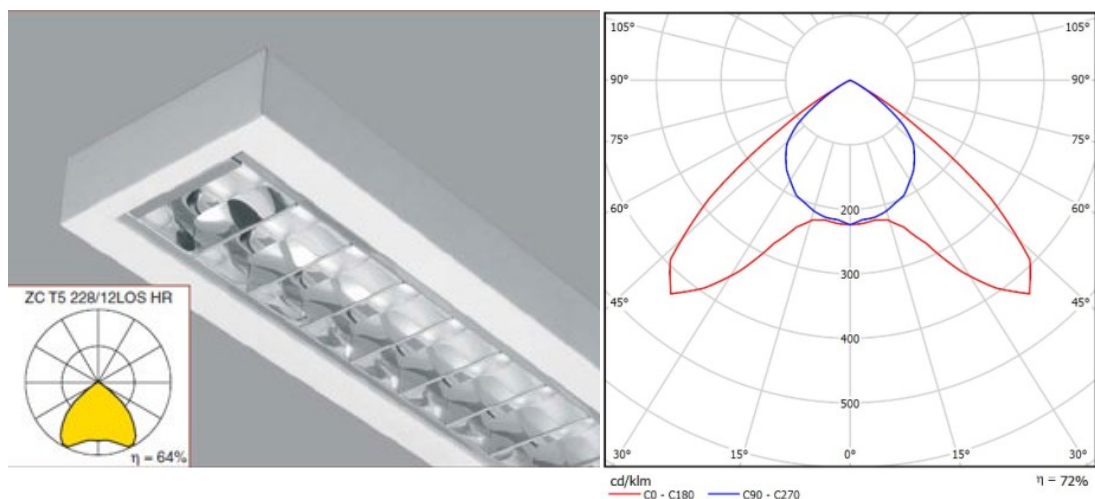 ZC T5 228/12LOS HR
η = 64%
105° 105°
90° 90°
75° 75°
200
60° 60°
300
45° 45°
400
500
30° 15° 0° 15° 30°
cd/klm η = 72%
C0 - C180 C90 - C270